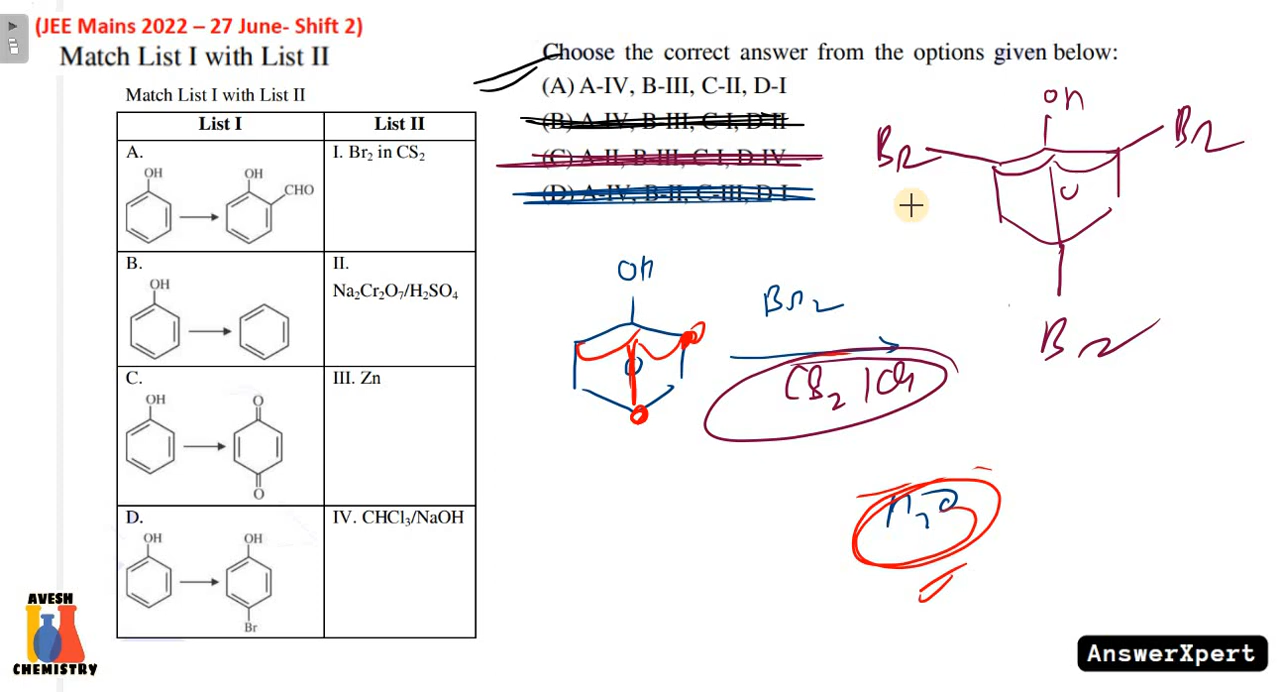 (JEE Mains 2022 – 27 June- Shift 2)
Match List I with List II
Match List I with List II
List I
List II
A.
OH
OH
CHO
I. Br₂ in CS₂
B.
OH
II.
Na₂Cr₂O₇/H₂SO₄
C.
OH
O
O
III. Zn
D.
OH
OH
Br
IV. CHCl₃/NaOH
Choose the correct answer from the options given below:
(A) A-IV, B-III, C-II, D-I
(B) A-IV, B-III, C-I, D-II
(C) A-II, B-III, C-I, D-IV
(D) A-IV, B-II, C-III, D-I
OH
Br
Br
Br
OH
Br₂
CS₂
H₂O
AVESH
CHEMISTRY
AnswerXpert